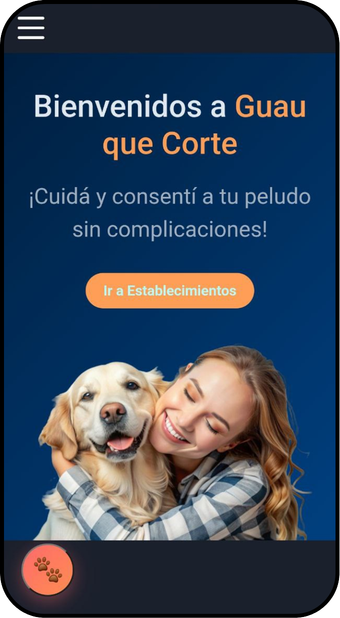 Bienvenidos a Guau
que Corte
¡Cuidá y consentí a tu peludo
sin complicaciones!
Ir a Establecimientos